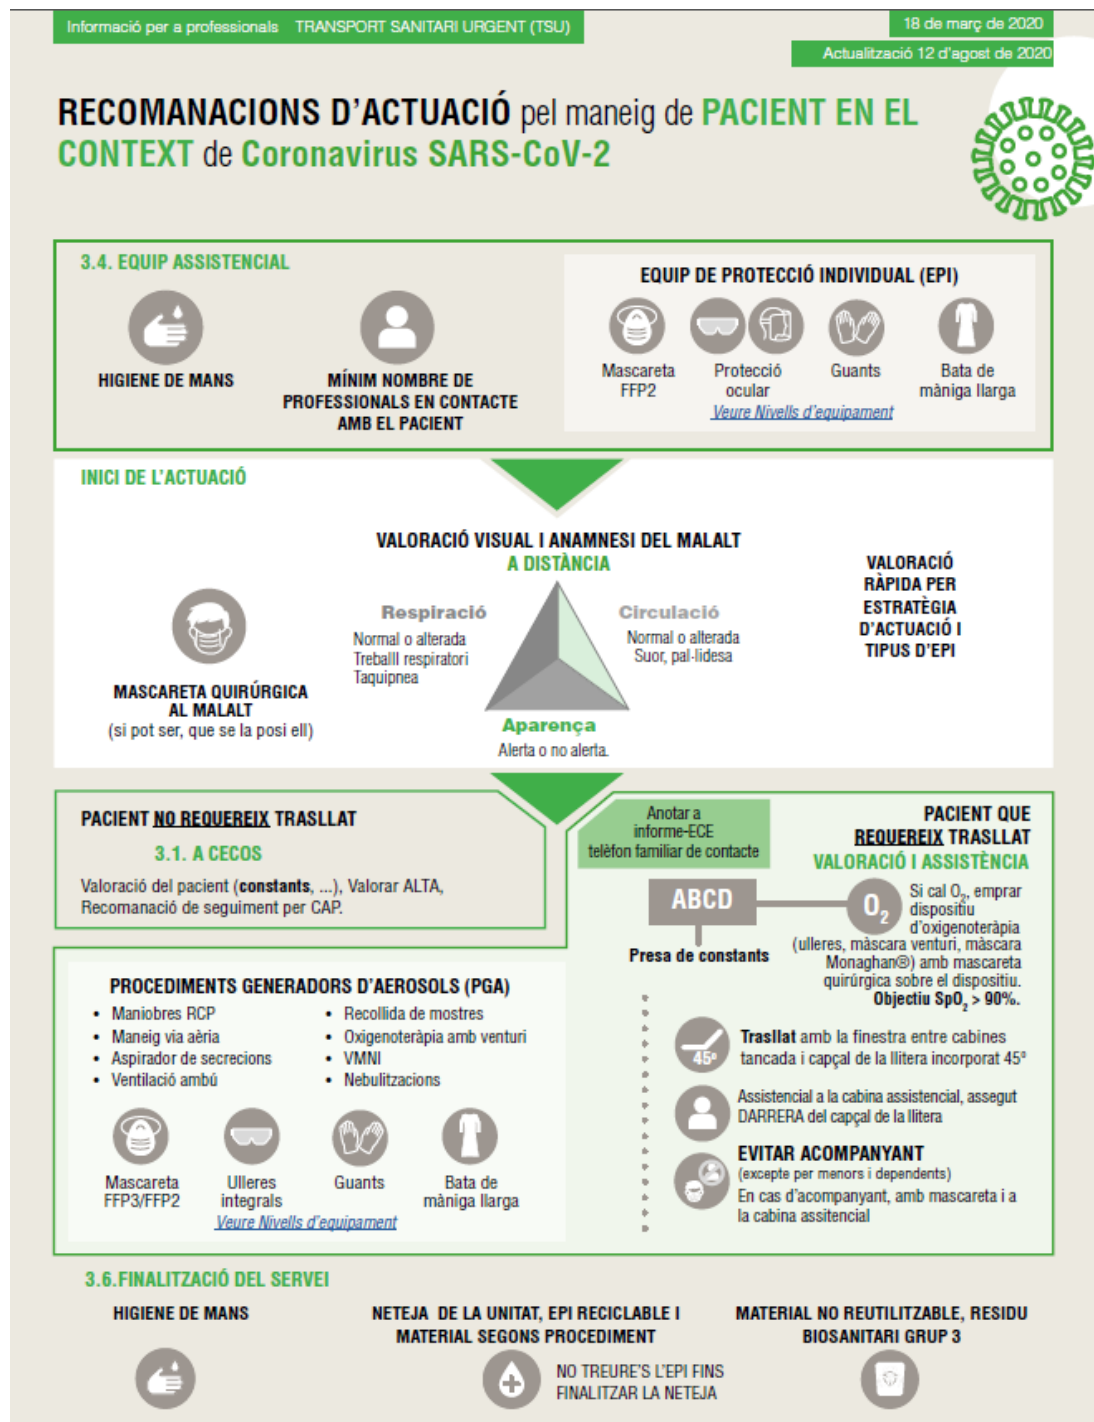 Informació per a professionals TRANSPORT SANITARI URGENT (TSU)
18 de març de 2020
Actualització 12 d'agost de 2020
RECOMANACIONS D'ACTUACIÓ pel maneig de PACIENT EN EL
CONTEXT de Coronavirus SARS-CoV-2
3.4. EQUIP ASSISTENCIAL
HIGIENE DE MANS
MÍNIM NOMBRE DE
PROFESSIONALS EN CONTACTE
AMB EL PACIENT
EQUIP DE PROTECCIÓ INDIVIDUAL (EPI)
Mascareta
FFP2
Protecció
ocular
Guants
Bata de
màniga llarga
Veure Nivells d'equipament
INICI DE L'ACTUACIÓ
VALORACIÓ VISUAL I ANAMNESI DEL MALALT
A DISTÀNCIA
MASCARETA QUIRÚRGICA
AL MALALT
(si pot ser, que se la posi ell)
Respiració
Normal o alterada
Treballl respiratori
Taquipnea
Circulació
Normal o alterada
Suor, pal·lidesa
Aparença
Alerta o no alerta.
VALORACIÓ
RÀPIDA PER
ESTRATÈGIA
D'ACTUACIÓ I
TIPUS D'EPI
PACIENT NO REQUEREIX TRASLLAT
3.1. A CECOS
Valoració del pacient (constants, ...), Valorar ALTA,
Recomanació de seguiment per CAP.
Anotar a
informe-ECE
telèfon familiar de contacte
PACIENT QUE
REQUEREIX TRASLLAT
VALORACIÓ I ASSISTÈNCIA
ABCD
Presa de constants
O2
Si cal O2, emprar
dispositiu
d'oxigenoteràpia
(ulleres, màscara venturi, màscara
Monaghan®) amb mascareta
quirúrgica sobre el dispositiu.
Objectiu SpO2 > 90%.
45º
Trasllat amb la finestra entre cabines
tancada i capçal de la llitera incorporat 45º
Assistencial a la cabina assistencial, assegut
DARRERA del capçal de la llitera
EVITAR ACOMPANYANT
(excepte per menors i dependents)
En cas d'acompanyant, amb mascareta i a
la cabina assitencial
PROCEDIMENTS GENERADORS D'AEROSOLS (PGA)
• Maniobres RCP
• Maneig via aèria
• Aspirador de secrecions
• Ventilació ambú
• Recollida de mostres
• Oxigenoteràpia amb venturi
• VMNI
• Nebulitzacions
Mascareta
FFP3/FFP2
Ulleres
integrals
Guants
Bata de
màniga llarga
Veure Nivells d'equipament
3.6.FINALITZACIÓ DEL SERVEI
HIGIENE DE MANS
NETEJA DE LA UNITAT, EPI RECICLABLE I
MATERIAL SEGONS PROCEDIMENT
NO TREURE'S L'EPI FINS
FINALITZAR LA NETEJA
MATERIAL NO REUTILITZABLE, RESIDU
BIOSANITARI GRUP 3